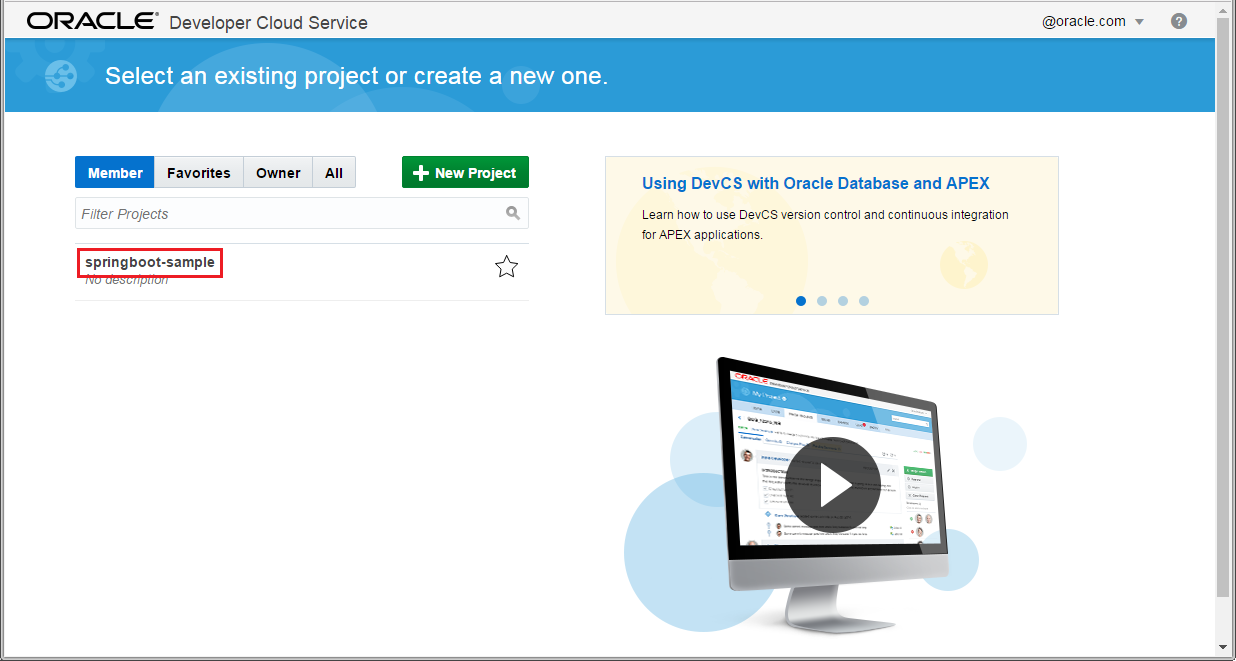 ORACLE® Developer Cloud Service
@oracle.com
?
Select an existing project or create a new one.
Member
Favorites
Owner
All
New Project
Filter Projects
springboot-sample
No description
Using DevCS with Oracle Database and APEX
Learn how to use DevCS version control and continuous integration
for APEX applications.
ORACLE